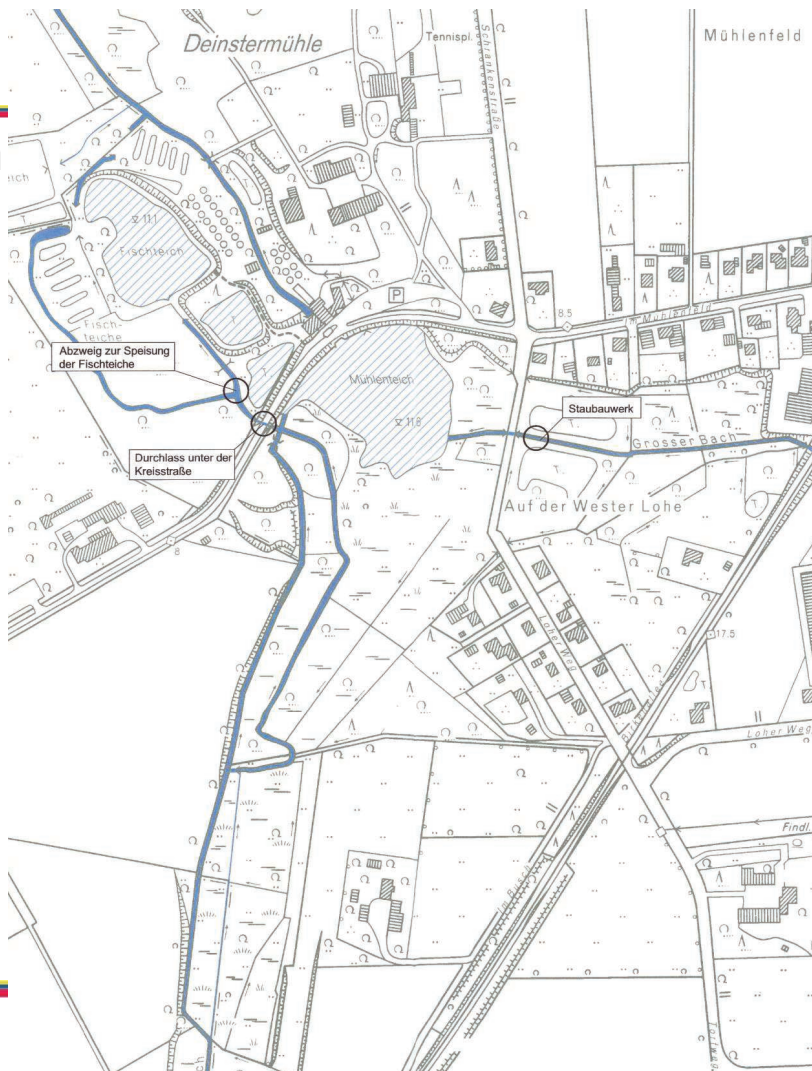 Deinstermühle
Tennispl.
Schrankenstraße
Mühlenfeld
eich
T
11.1
Fischteich
T
Fisch-
teiche
Abzweig zur Speisung
der Fischteiche
T
P
8.5
Im Mühlenfeld
Mühlenteich
11.8
Staubauwerk
Grosser Bach
Durchlass unter der
Kreisstraße
T
Auf der Wester Lohe
T
8
Loher Weg
17.5
T
Loher Weg
Findl.
Im Busch